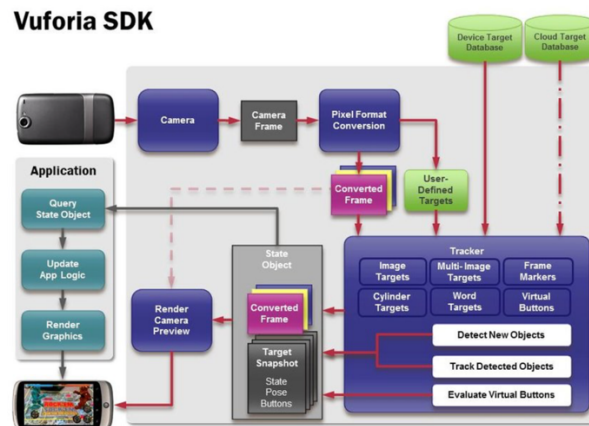 Vuforia SDK
Device Target
Database
Cloud Target
Database
Camera
Camera
Frame
Pixel Format
Conversion
Application
Query
State Object
Update
App Logic
Render
Graphics
Converted
Frame
User-
Defined
Targets
State
Object
Converted
Frame
Target
Snapshot
State
Pose
Buttons
Render
Camera
Preview
Tracker
Image
Targets
Multi-Image
Targets
Frame
Markers
Cylinder
Targets
Word
Targets
Virtual
Buttons
Detect New Objects
Track Detected Objects
Evaluate Virtual Buttons